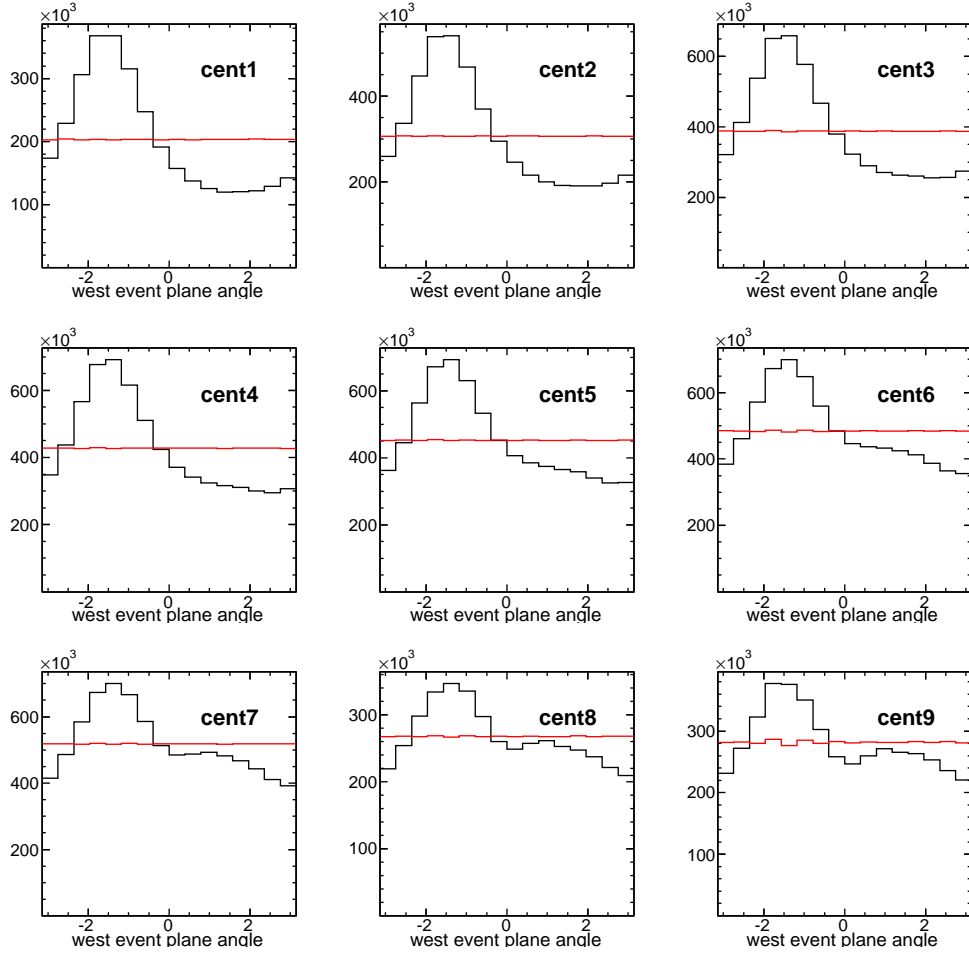 ×10³ ×10³ ×10³
cent1 cent2 cent3
300 400 600
200 200 400
100 200
-2 0 2 -2 0 2 -2 0 2
west event plane angle west event plane angle west event plane angle
×10³ ×10³ ×10³
cent4 cent5 cent6
600 600 600
400 400 400
200 200 200
-2 0 2 -2 0 2 -2 0 2
west event plane angle west event plane angle west event plane angle
×10³ ×10³ ×10³
cent7 cent8 cent9
600 300 300
400 200 200
200 100 100
-2 0 2 -2 0 2 -2 0 2
west event plane angle west event plane angle west event plane angle